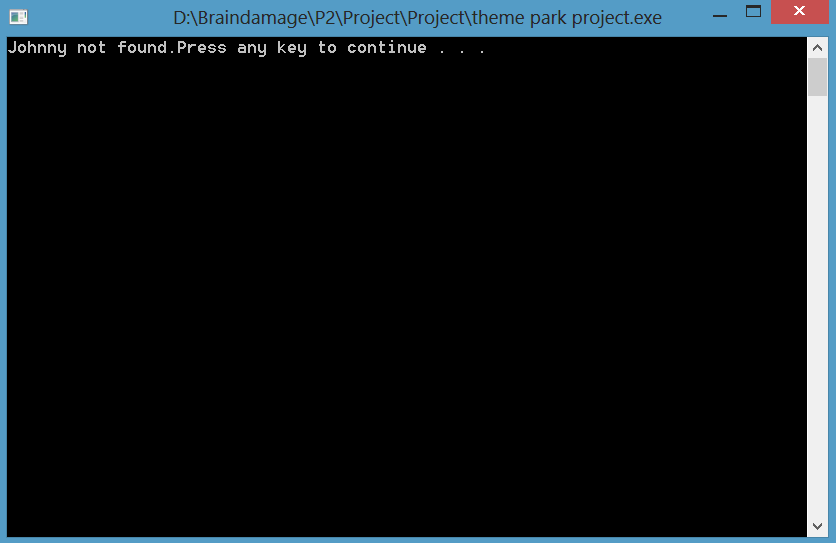 D:\Braindamage\P2\Project\Project\theme park project.exe
Johnny not found.Press any key to continue . . .